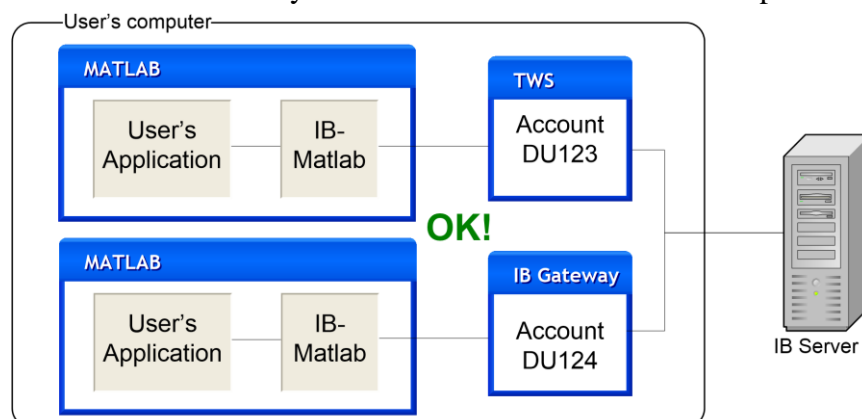 User's computer
MATLAB
User's
Application
IB-
Matlab
TWS
Account
DU123
OK!
MATLAB
User's
Application
IB-
Matlab
IB Gateway
Account
DU124
IB Server